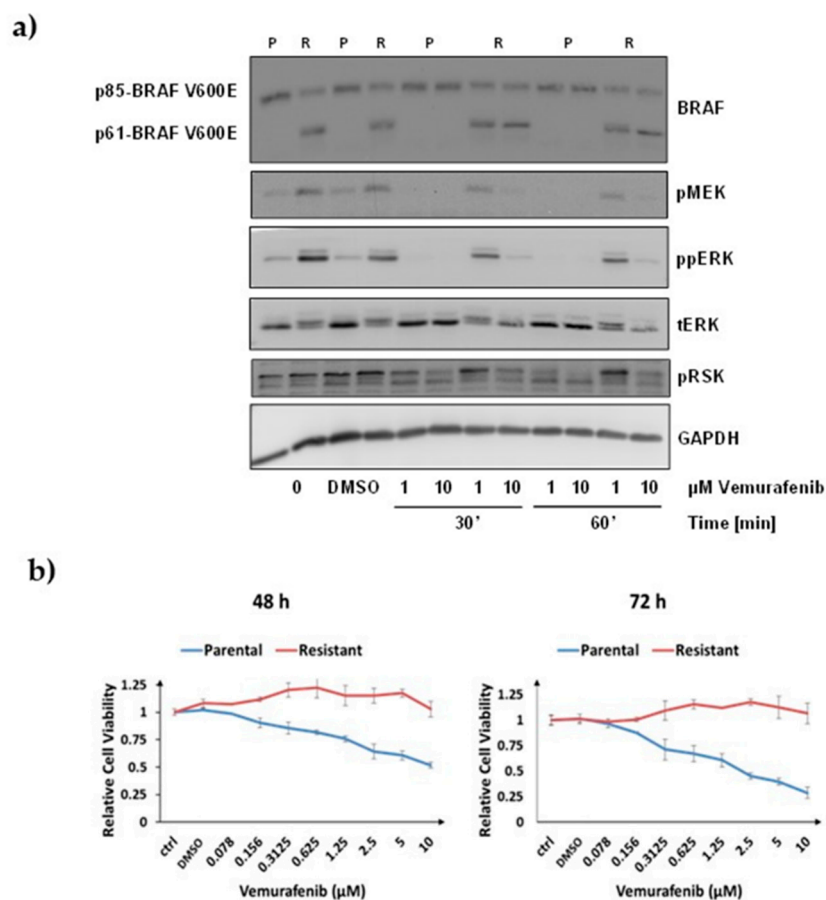 a)
P R P R P R P R
p85-BRAF V600E
p61-BRAF V600E
BRAF
pMEK
ppERK
tERK
pRSK
GAPDH
0 DMSO 1 10 1 10 1 10 1 10 µM Vemurafenib
30’ 60’ Time [min]
b)
48 h
Parental Resistant
Relative Cell Viability
1.25
1
0.75
0.5
0.25
0
ctrl DMSO 0.078 0.156 0.3125 0.625 1.25 2.5 5 10
Vemurafenib (µM)
72 h
Parental Resistant
Relative Cell Viability
1.25
1
0.75
0.5
0.25
0
ctrl DMSO 0.078 0.156 0.3125 0.625 1.25 2.5 5 10
Vemurafenib (µM)